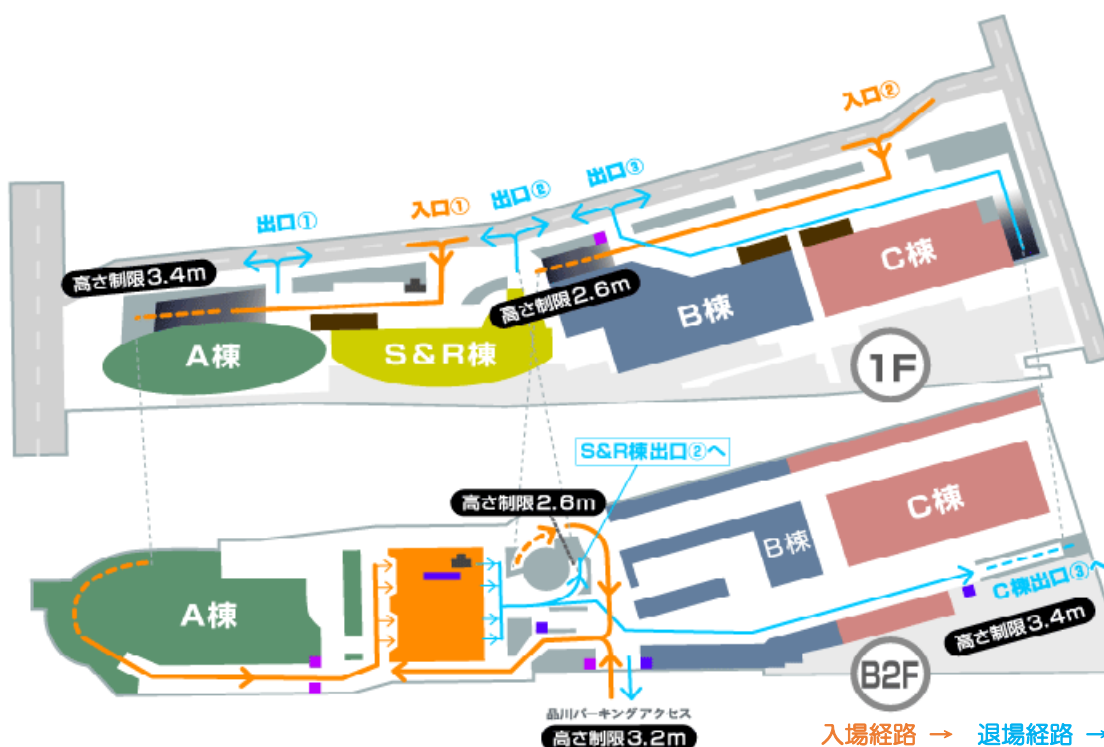 入口②
出口③
出口②
入口①
出口①
高さ制限3.4m
高さ制限2.6m
C棟
B棟
A棟
S&R棟
1F
S&R棟出口②へ
高さ制限2.6m
C棟
B棟
A棟
C棟出口③へ
高さ制限3.4m
B2F
品川パーキングアクセス
高さ制限3.2m
入場経路 → 退場経路 →